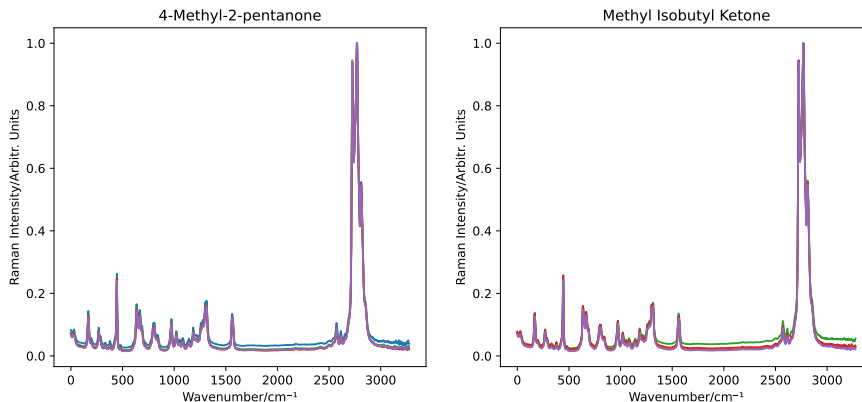 4-Methyl-2-pentanone
Raman Intensity/Arbitr. Units
1.0
0.8
0.6
0.4
0.2
0.0
0 500 1000 1500 2000 2500 3000
Wavenumber/cm⁻¹
Methyl Isobutyl Ketone
Raman Intensity/Arbitr. Units
1.0
0.8
0.6
0.4
0.2
0.0
0 500 1000 1500 2000 2500 3000
Wavenumber/cm⁻¹